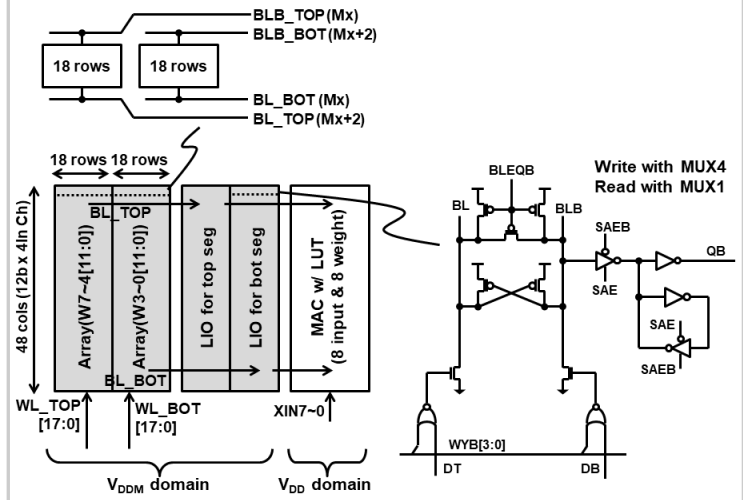 BLB_TOP (Mx)
BLB_BOT (Mx+2)
18 rows
18 rows
BL_BOT (Mx)
BL_TOP (Mx+2)
18 rows
18 rows
48 cols (12b x 4In Ch)
BL_TOP
Array(W7~4[11:0])
Array(W3~0[11:0])
LIO for top seg
LIO for bot seg
MAC w/ LUT
(8 input & 8 weight)
BL_BOT
WL_TOP
[17:0]
WL_BOT
[17:0]
XIN7~0
VDDM domain
VDD domain
BLEQB
BL
BLB
Write with MUX4
Read with MUX1
SAEB
SAE
QB
SAE
SAEB
WYB[3:0]
DT
DB